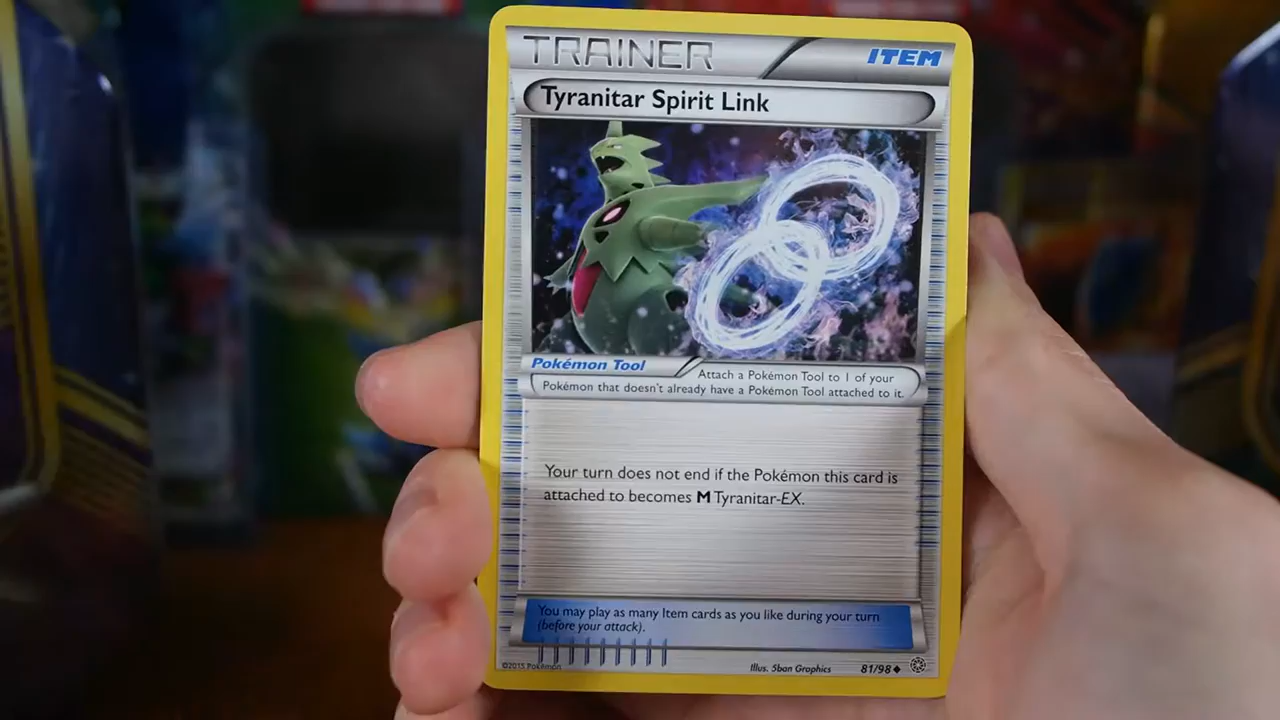 TRAINER
ITEM
Tyranitar Spirit Link
Pokémon Tool
Attach a Pokémon Tool to 1 of your
Pokémon that doesn't already have a Pokémon Tool attached to it.
Your turn does not end if the Pokémon this card is
attached to becomes M Tyranitar-EX.
You may play as many Item cards as you like during your turn
(before your attack).
©2015 Pokémon
Illus. 5ban Graphics
81/98